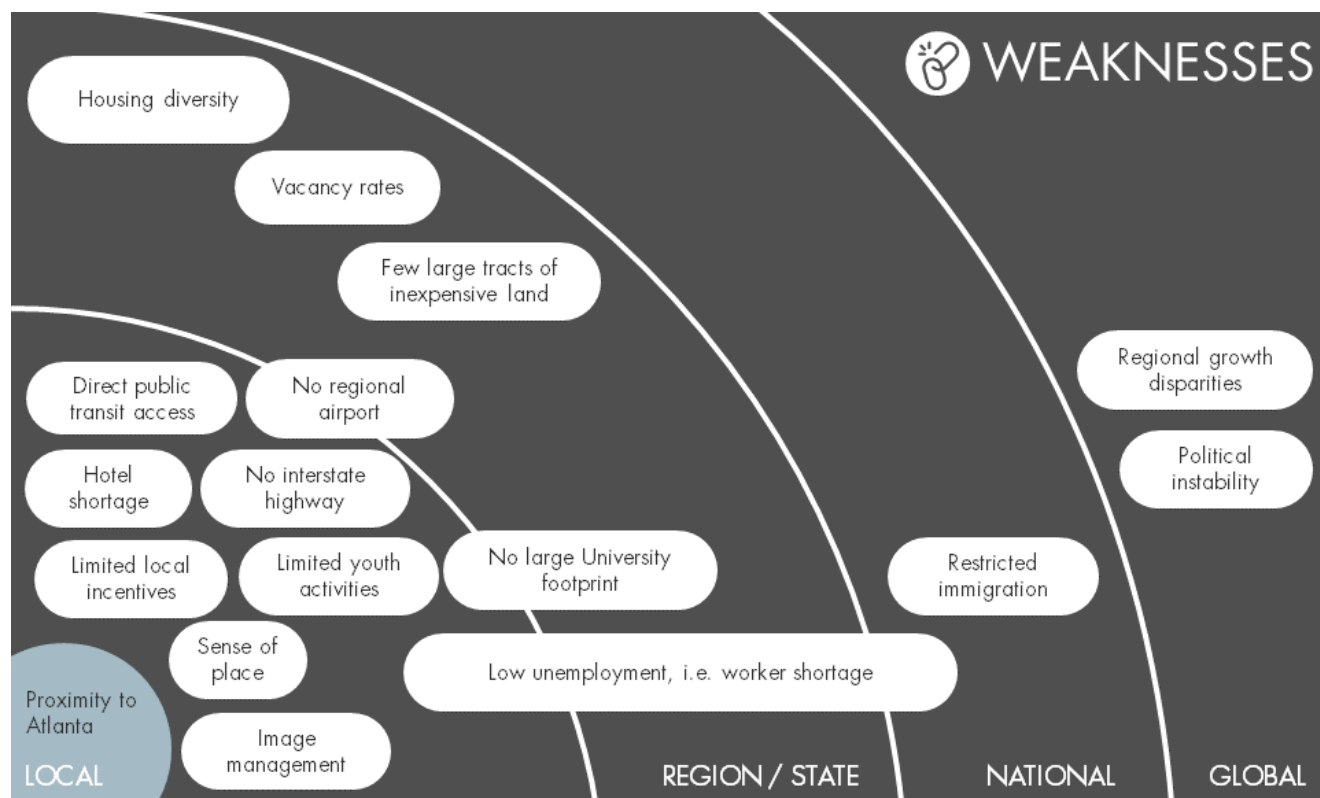 WEAKNESSES
Housing diversity
Vacancy rates
Few large tracts of
inexpensive land
Direct public
transit access
No regional
airport
Regional growth
disparities
Hotel
shortage
No interstate
highway
Political
instability
Limited local
incentives
Limited youth
activities
No large University
footprint
Restricted
immigration
Sense of
place
Low unemployment, i.e. worker shortage
Proximity to
Atlanta
Image
management
LOCAL
REGION / STATE
NATIONAL
GLOBAL